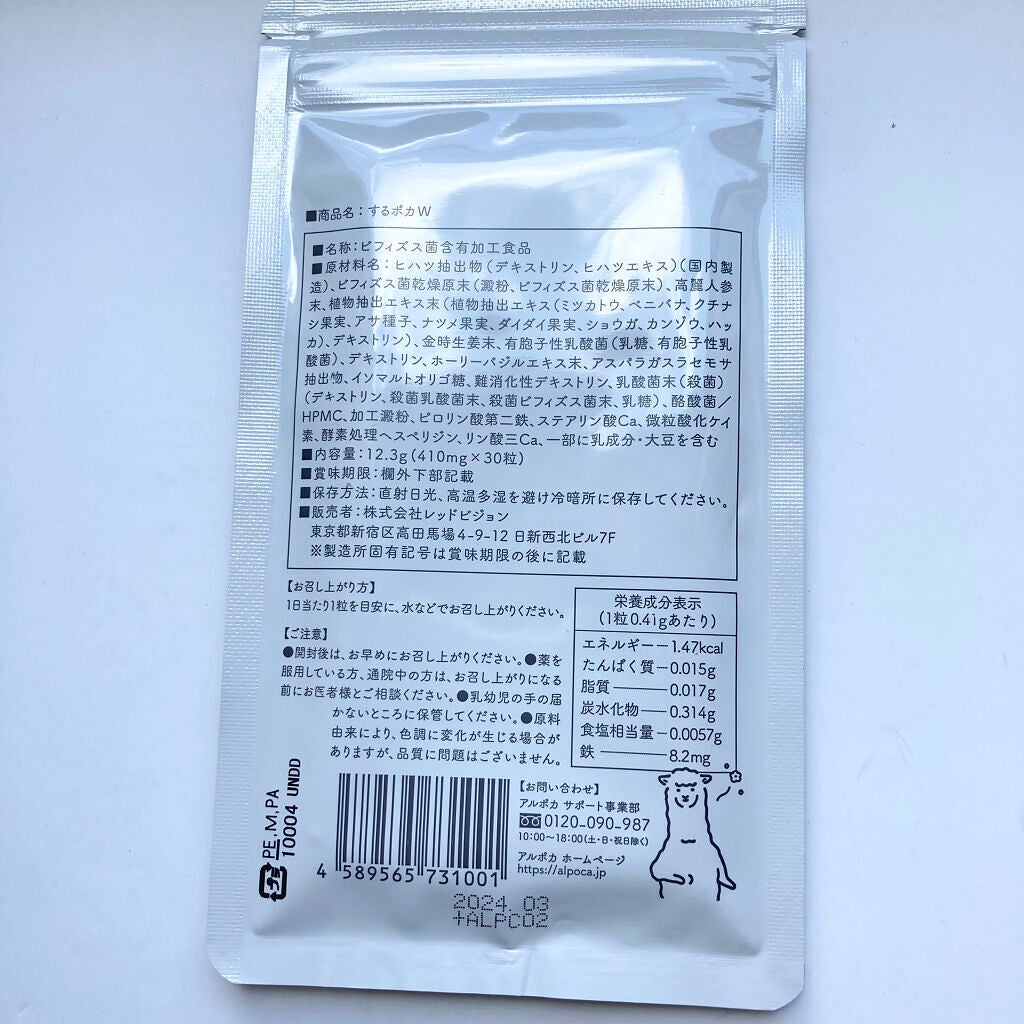 ■商品名：するポカW
■名称：ビフィズス菌含有加工食品
■原材料名：ヒハツ抽出物（デキストリン、ヒハツエキス）（国内製
造）、ビフィズス菌乾燥原末（澱粉、ビフィズス菌乾燥原末）、高麗人参
末、植物抽出エキス末（植物抽出エキス（ミツカトウ、ベニバナ、クチナ
シ果実、アサ種子、ナツメ果実、ダイダイ果実、ショウガ、カンゾウ、ハッ
カ）、デキストリン）、金時生姜末、有胞子性乳酸菌（乳糖、有胞子性乳
酸菌）、デキストリン、ホーリーバジルエキス末、アスパラガスラセモサ
抽出物、イソマルトオリゴ糖、難消化性デキストリン、乳酸菌末（殺菌）
（デキストリン、殺菌乳酸菌末、殺菌ビフィズス菌末、乳糖）、酪酸菌／
HPMC、加工澱粉、ピロリン酸第二鉄、ステアリン酸Ca、微粒酸化ケイ
素、酵素処理ヘスペリジン、リン酸三Ca、一部に乳成分・大豆を含む
■内容量：12.3g（410mg×30粒）
■賞味期限：欄外下部記載
■保存方法：直射日光、高温多湿を避け冷暗所に保存してください。
■販売者：株式会社レッドビジョン
東京都新宿区高田馬場4-9-12 日新西北ビル7F
※製造所固有記号は賞味期限の後に記載
【お召し上がり方】
1日当たり1粒を目安に、水などでお召し上がりください。
【ご注意】
●開封後は、お早めにお召し上がりください。●薬を
服用している方、通院中の方は、お召し上がりになる
前にお医者様とご相談ください。●乳幼児の手の届
かないところに保管してください。●原料
由来により、色調に変化が生じる場合が
ありますが、品質に問題はございません。
栄養成分表示
（1粒0.41gあたり）
エネルギー－1.47kcal
たんぱく質－0.015g
脂質――0.017g
炭水化物―0.314g
食塩相当量－0.0057g
鉄――8.2mg
プラ
PE,M,PA
10004 UNDD
4 589565 731001
【お問い合わせ】
アルポカ サポート事業部
0120-090-987
10:00～18:00（土・日・祝日除く）
アルポカ ホームページ
https://alpoca.jp
2024.03
+ALPC02